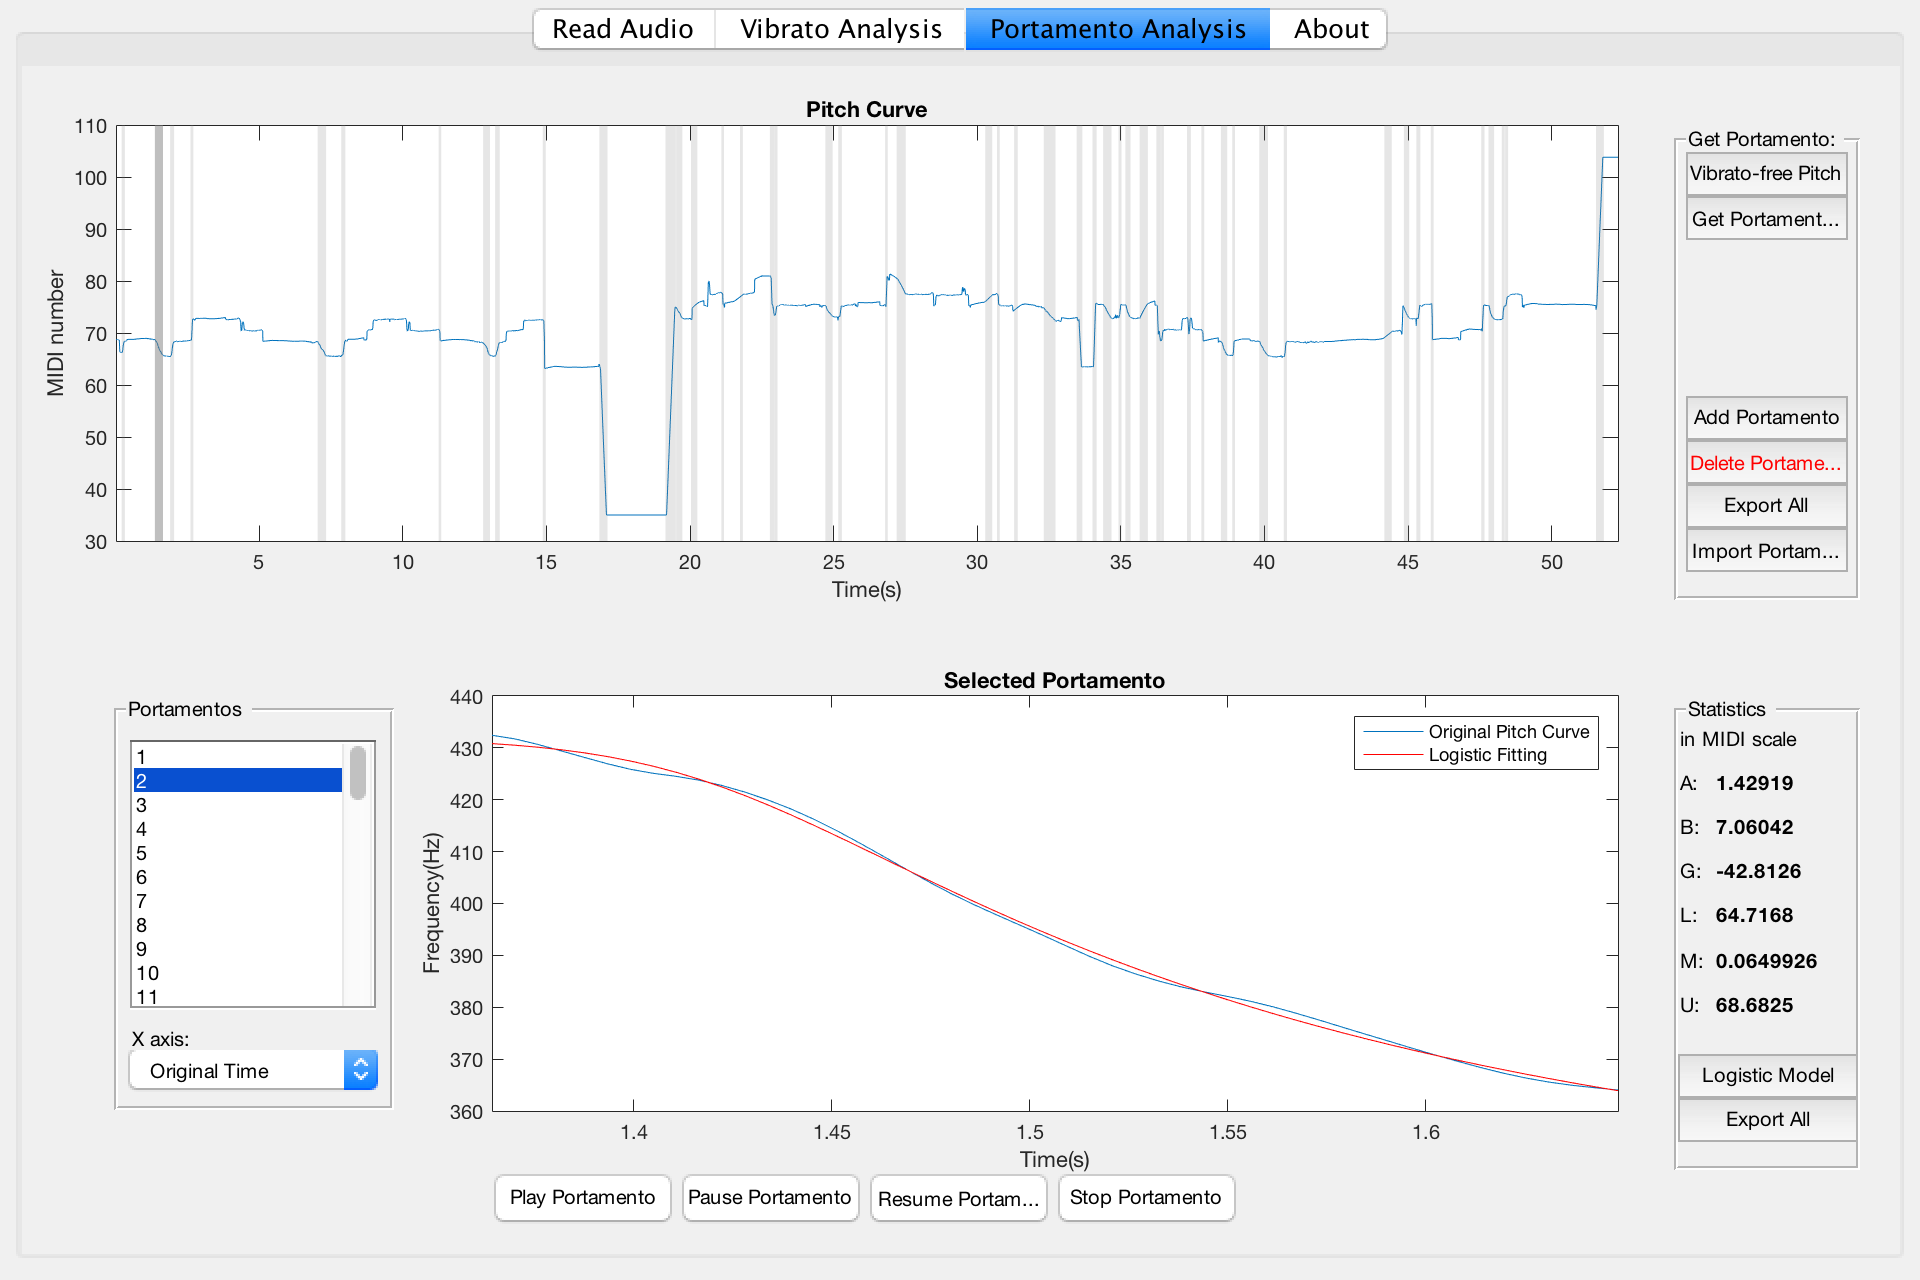 Read Audio Vibrato Analysis Portamento Analysis About
Pitch Curve
110
100
90
80
70
60
50
40
30
MIDI number
5 10 15 20 25 30 35 40 45 50
Time(s)
Get Portamento:
Vibrato-free Pitch
Get Portament...
Add Portamento
Delete Portame...
Export All
Import Portam...
Portamentos
1
2
3
4
5
6
7
8
9
10
11
X axis:
Original Time
Selected Portamento
440
430
420
410
400
390
380
370
360
Frequency(Hz)
Original Pitch Curve
Logistic Fitting
1.4 1.45 1.5 1.55 1.6
Time(s)
Play Portamento Pause Portamento Resume Portam... Stop Portamento
Statistics
in MIDI scale
A: 1.42919
B: 7.06042
G: -42.8126
L: 64.7168
M: 0.0649926
U: 68.6825
Logistic Model
Export All